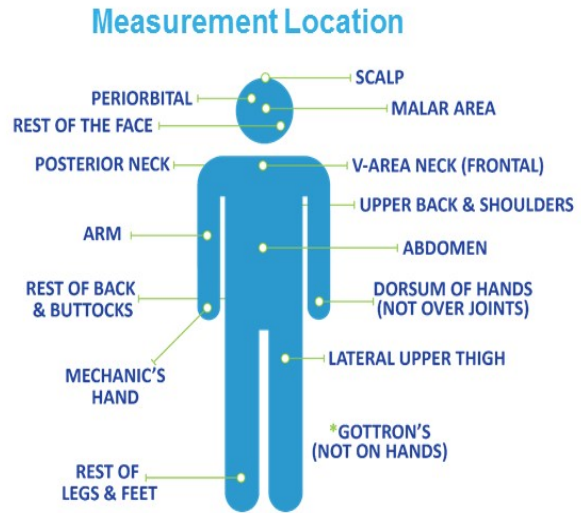 Measurement Location
SCALP
PERIORBITAL
MALAR AREA
REST OF THE FACE
POSTERIOR NECK
V-AREA NECK (FRONTAL)
UPPER BACK & SHOULDERS
ARM
ABDOMEN
REST OF BACK
& BUTTOCKS
DORSUM OF HANDS
(NOT OVER JOINTS)
LATERAL UPPER THIGH
MECHANIC'S
HAND
*GOTTRON'S
(NOT ON HANDS)
REST OF
LEGS & FEET